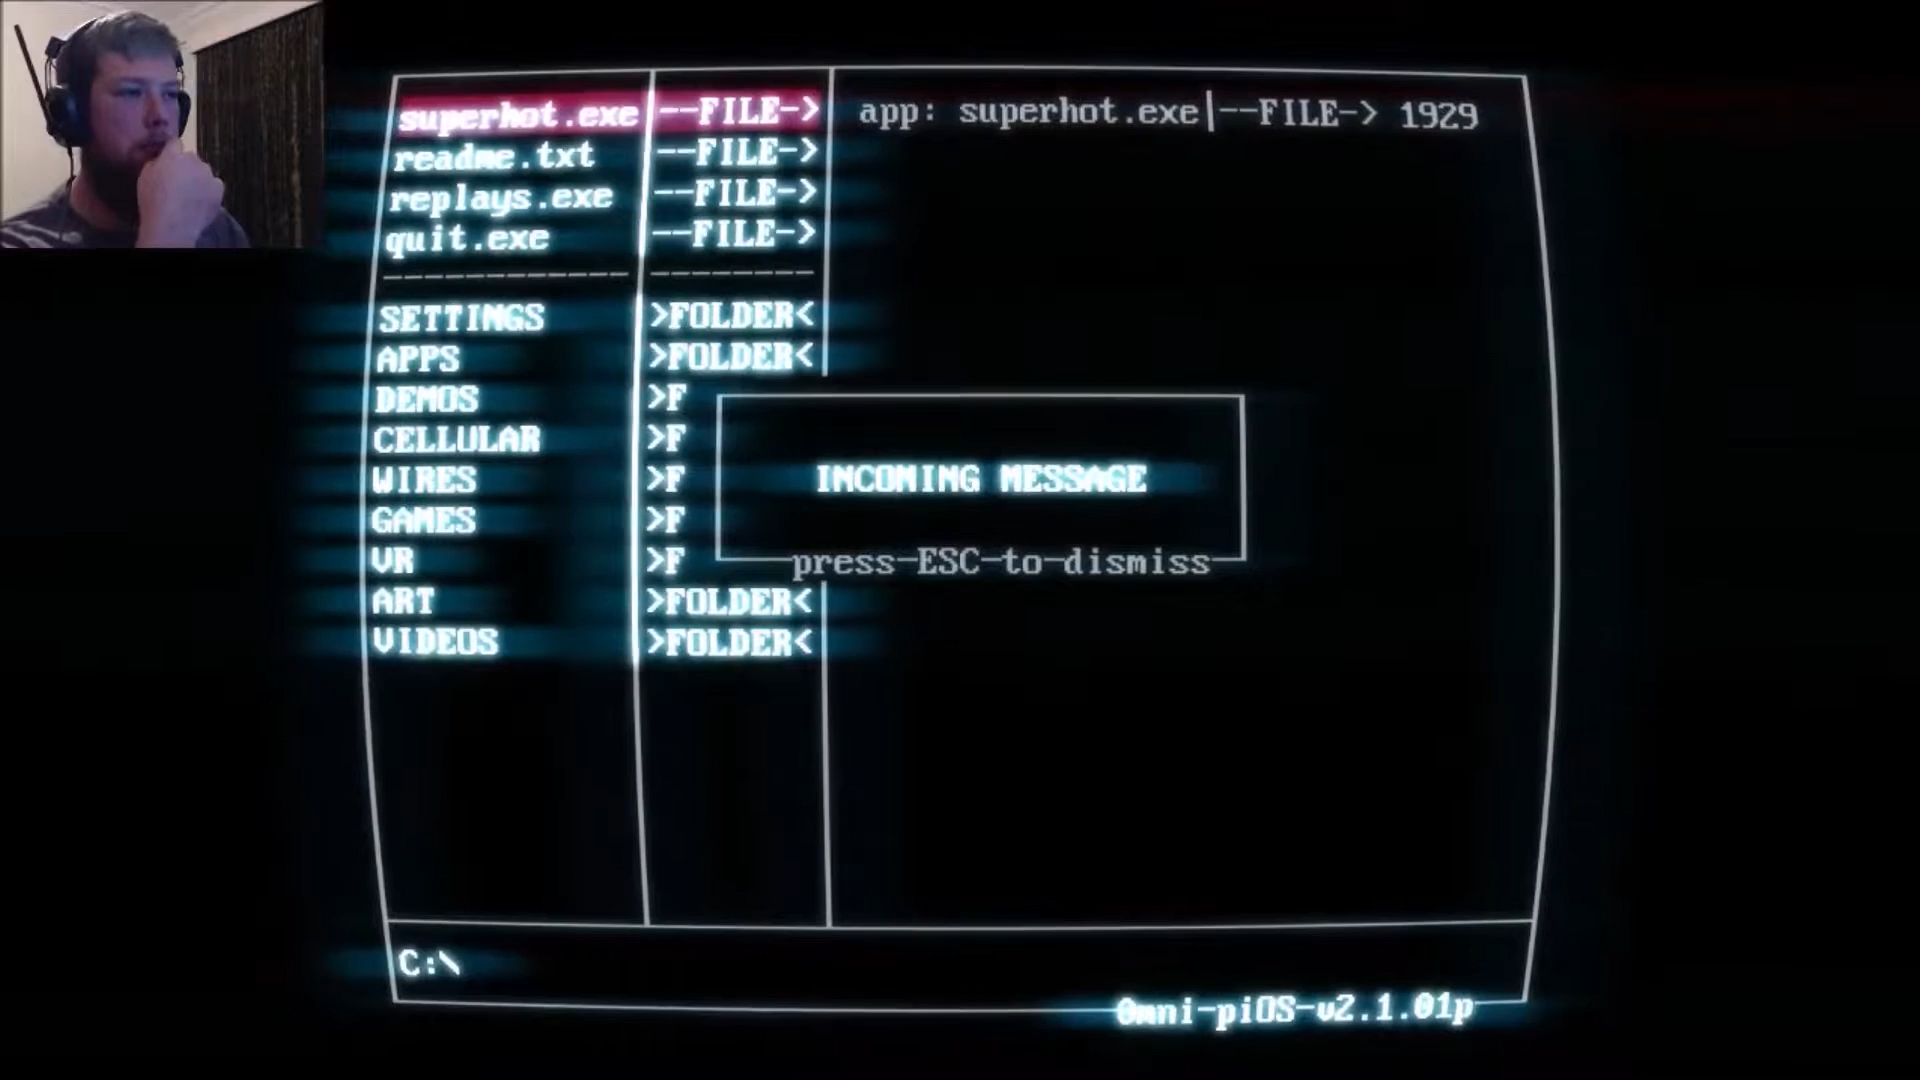 superhot.exe --FILE-> app: superhot.exe|--FILE-> 1929
readme.txt --FILE->
replays.exe --FILE->
quit.exe --FILE->
SETTINGS >FOLDER<
APPS >FOLDER<
DEMOS >F
CELLULAR >F
WIRES >F
GAMES >F
VR >F
ART >FOLDER<
VIDEOS >FOLDER<
INCOMING MESSAGE
press-ESC-to-dismiss
C:\
Omni-piOS-v2.1.01p